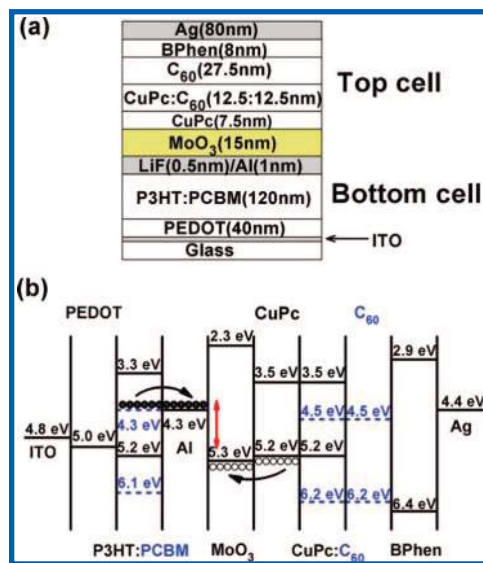 (a)
Ag(80nm)
BPhen(8nm)
C60(27.5nm)
CuPc:C60(12.5:12.5nm)
CuPc(7.5nm)
MoO3(15nm)
LiF(0.5nm)/Al(1nm)
P3HT:PCBM(120nm)
PEDOT(40nm)
Glass
Top cell
Bottom cell
ITO
(b)
PEDOT CuPc C60
2.3 eV
3.3 eV 3.5 eV 3.5 eV 2.9 eV
4.3 eV 4.3 eV 4.5 eV 4.5 eV 4.4 eV
4.8 eV 5.0 eV Al Ag
ITO 5.2 eV 5.3 eV 5.2 eV 5.2 eV
6.1 eV 6.2 eV 6.2 eV 6.4 eV
P3HT:PCBM MoO3 CuPc:C60 BPhen